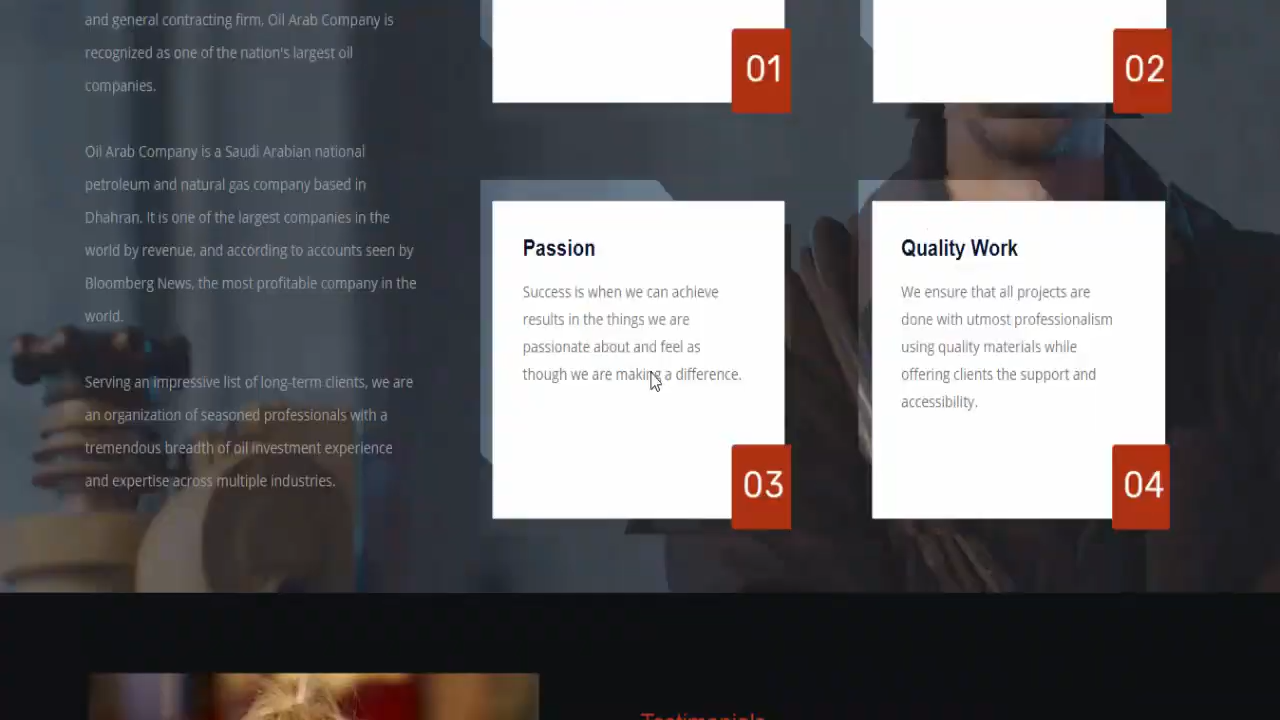 and general contracting firm. Oil Arab Company is
recognized as one of the nation's largest oil
companies.
Oil Arab Company is a Saudi Arabian national
petroleum and natural gas company based in
Dhahran. It is one of the largest companies in the
world by revenue, and according to accounts seen by
Bloomberg News, the most profitable company in the
world.
Serving an impressive list of long-term clients, we are
an organization of seasoned professionals with a
tremendous breadth of oil investment experience
and expertise across multiple industries.
01
02
Passion
Success is when we can achieve
results in the things we are
passionate about and feel as
though we are making a difference.
03
Quality Work
We ensure that all projects are
done with utmost professionalism
using quality materials while
offering clients the support and
accessibility.
04
Testimonials